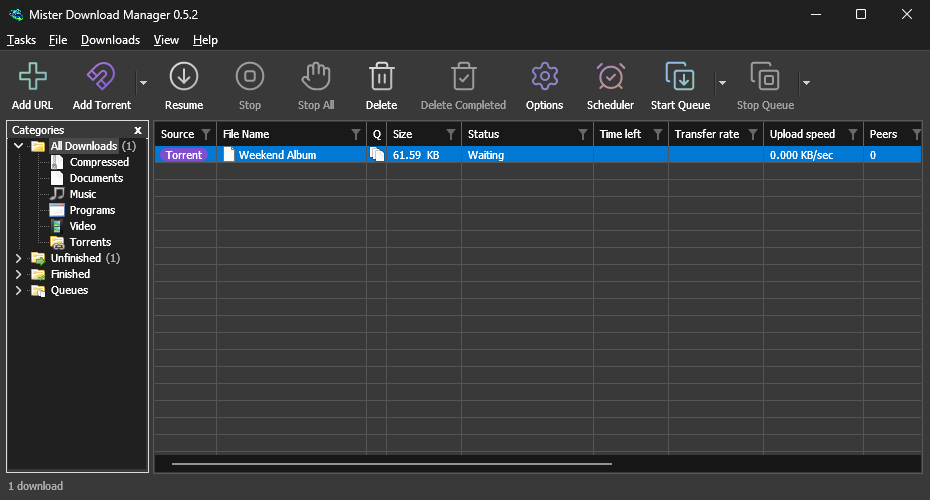 Mister Download Manager 0.5.2
Tasks File Downloads View Help
Add URL Add Torrent Resume Stop Stop All Delete Delete Completed Options Scheduler Start Queue Stop Queue
Categories x
Source File Name Q Size Status Time left Transfer rate Upload speed Peers
Torrent Weekend Album 61.59 KB Waiting 0.000 KB/sec 0
All Downloads (1)
Compressed
Documents
Music
Programs
Video
Torrents
Unfinished (1)
Finished
Queues
1 download